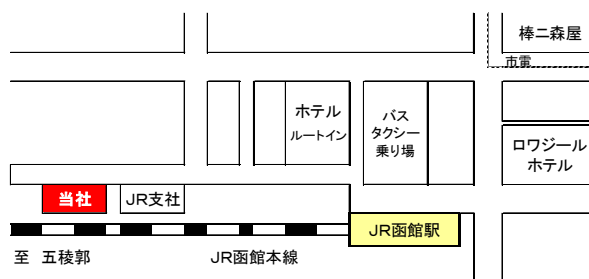 棒ニ森屋
市電
ホテル
ルートイン
バス
タクシー
乗り場
ロワジール
ホテル
当社
JR支社
JR函館駅
至 五稜郭
JR函館本線